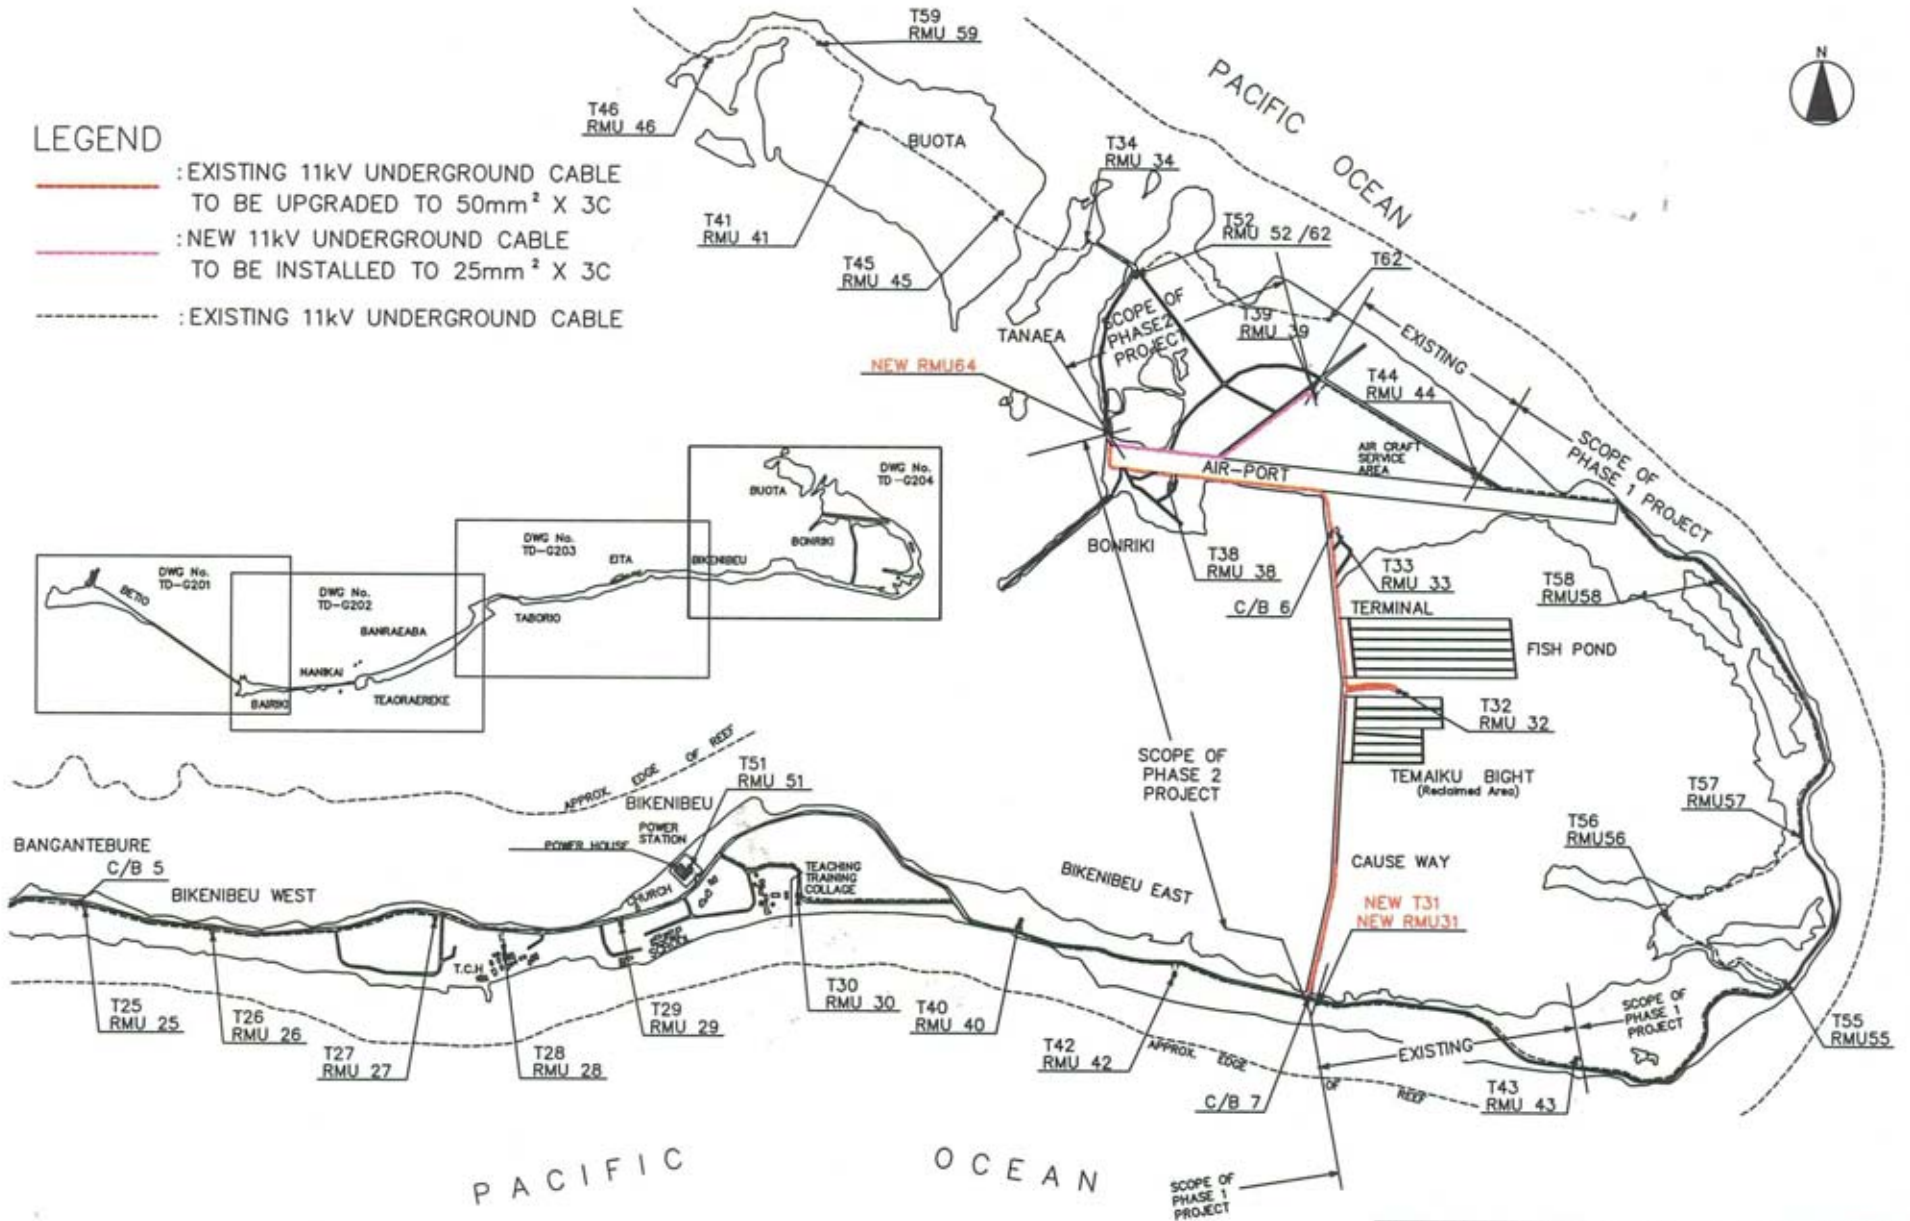 LEGEND
:EXISTING 11kV UNDERGROUND CABLE
TO BE UPGRADED TO 50mm² X 3C
:NEW 11kV UNDERGROUND CABLE
TO BE INSTALLED TO 25mm² X 3C
:EXISTING 11kV UNDERGROUND CABLE
N
T59
RMU 59
T46
RMU 46
BUOTA
T41
RMU 41
T45
RMU 45
T34
RMU 34
PACIFIC
OCEAN
T52
RMU 52 /62
T62
TANAEA
SCOPE OF
PHASE2
PROJECT
T39
RMU 39
EXISTING
NEW RMU64
T44
RMU 44
SCOPE OF
PHASE 1 PROJECT
AIR CRAFT
SERVICE
AREA
AIR-PORT
BONRIKI
T38
RMU 38
T33
RMU 33
C/B 6
TERMINAL
T58
RMU58
FISH POND
T32
RMU 32
SCOPE OF
PHASE 2
PROJECT
TEMAIKU BIGHT
(Reclaimed Area)
T57
RMU57
T56
RMU56
CAUSE WAY
NEW T31
NEW RMU31
DWG No.
TD-G201
BETIO
BAIRIKI
DWG No.
TD-G202
BANRAEABA
NANIKAI
TEAORAEREKE
DWG No.
TD-G203
EITA
BIKENIBEU
TABORIO
DWG No.
TD-G204
BUOTA
BONRIKI
APPROX. EDGE OF REEF
T51
RMU 51
BIKENIBEU
POWER
STATION
POWER HOUSE
BANGANTEBURE
C/B 5
BIKENIBEU WEST
CHURCH
TEACHING
TRAINING
COLLAGE
BIKENIBEU EAST
T.C.H
T25
RMU 25
T26
RMU 26
T27
RMU 27
T28
RMU 28
T29
RMU 29
T30
RMU 30
T40
RMU 40
T42
RMU 42
APPROX. EDGE OF REEF
C/B 7
EXISTING
SCOPE OF
PHASE 1
PROJECT
T43
RMU 43
T55
RMU55
SCOPE OF
PHASE 1
PROJECT
PACIFIC OCEAN